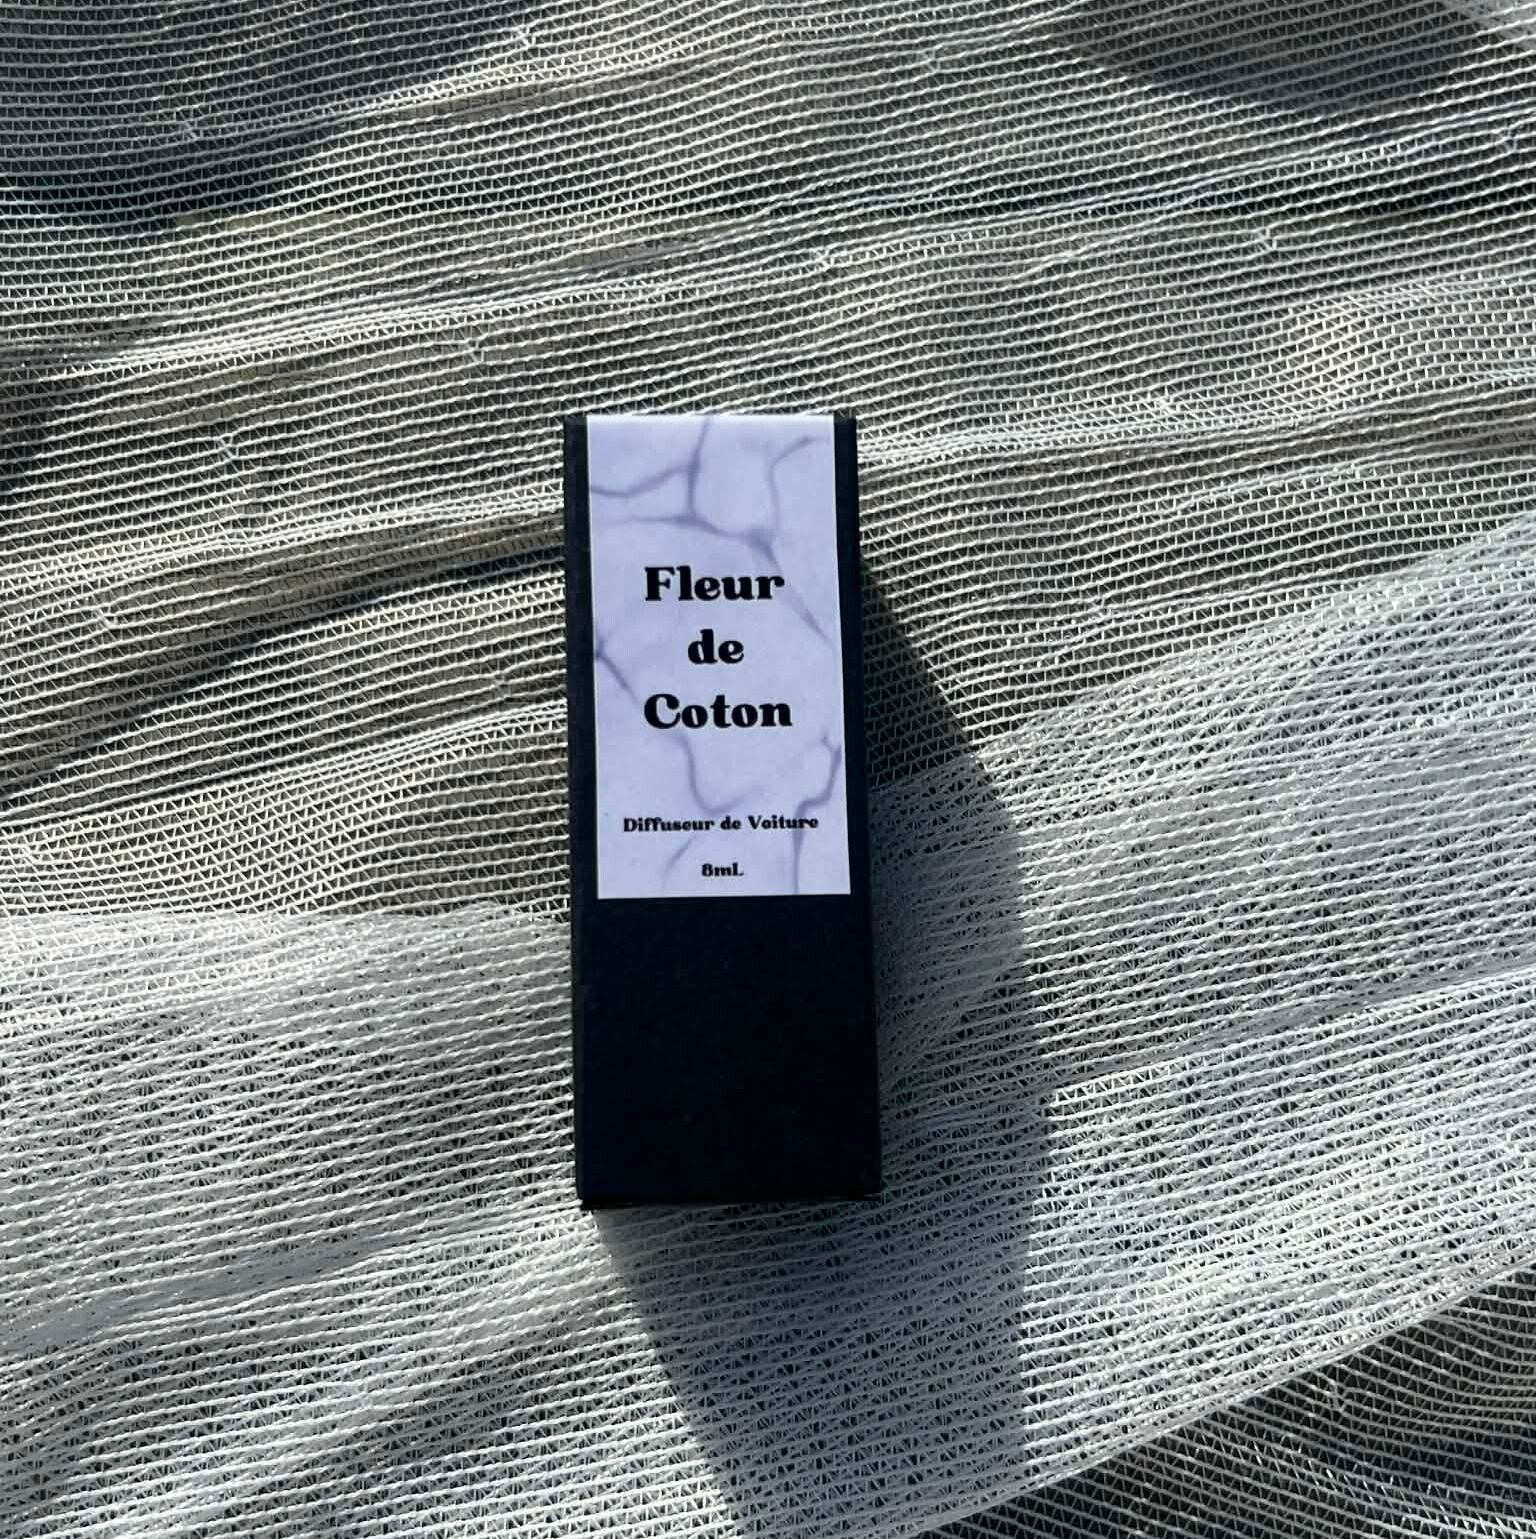 Fleur
de
Coton
Diffuseur de Voiture
8mL